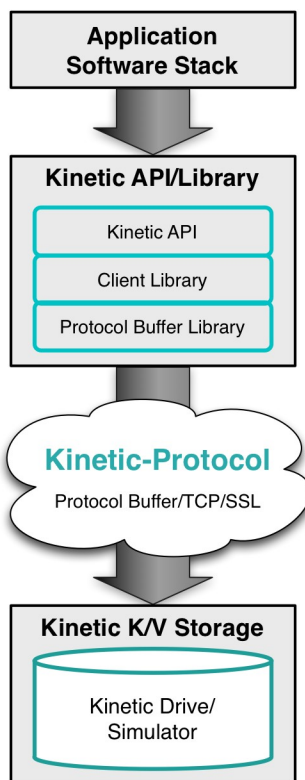 Application
Software Stack
Kinetic API/Library
Kinetic API
Client Library
Protocol Buffer Library
Kinetic-Protocol
Protocol Buffer/TCP/SSL
Kinetic K/V Storage
Kinetic Drive/
Simulator